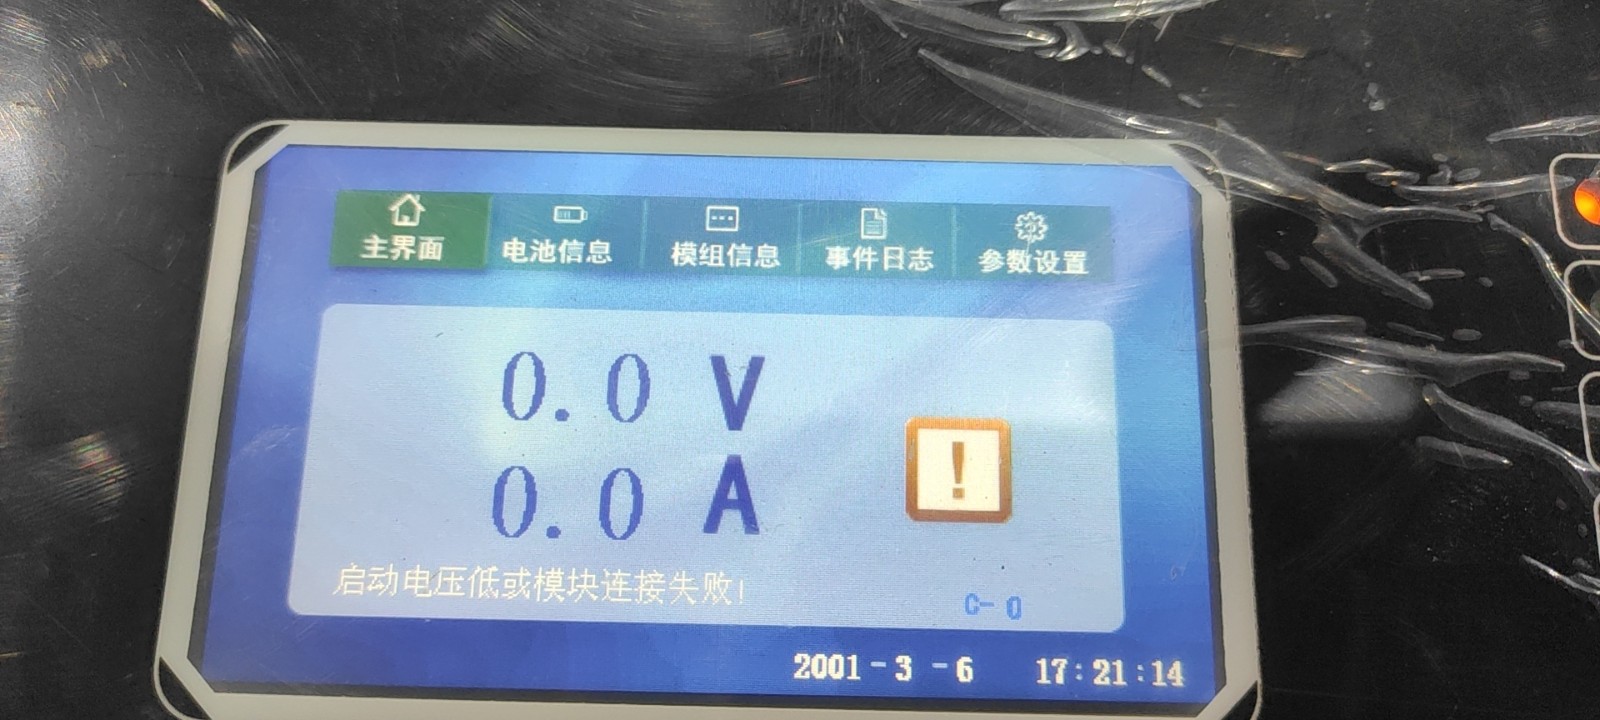 主界面 电池信息 模组信息 事件日志 参数设置
0.0 V
0.0 A
!
启动电压低或模块连接失败!
C-0
2001-3-6 17:21:14